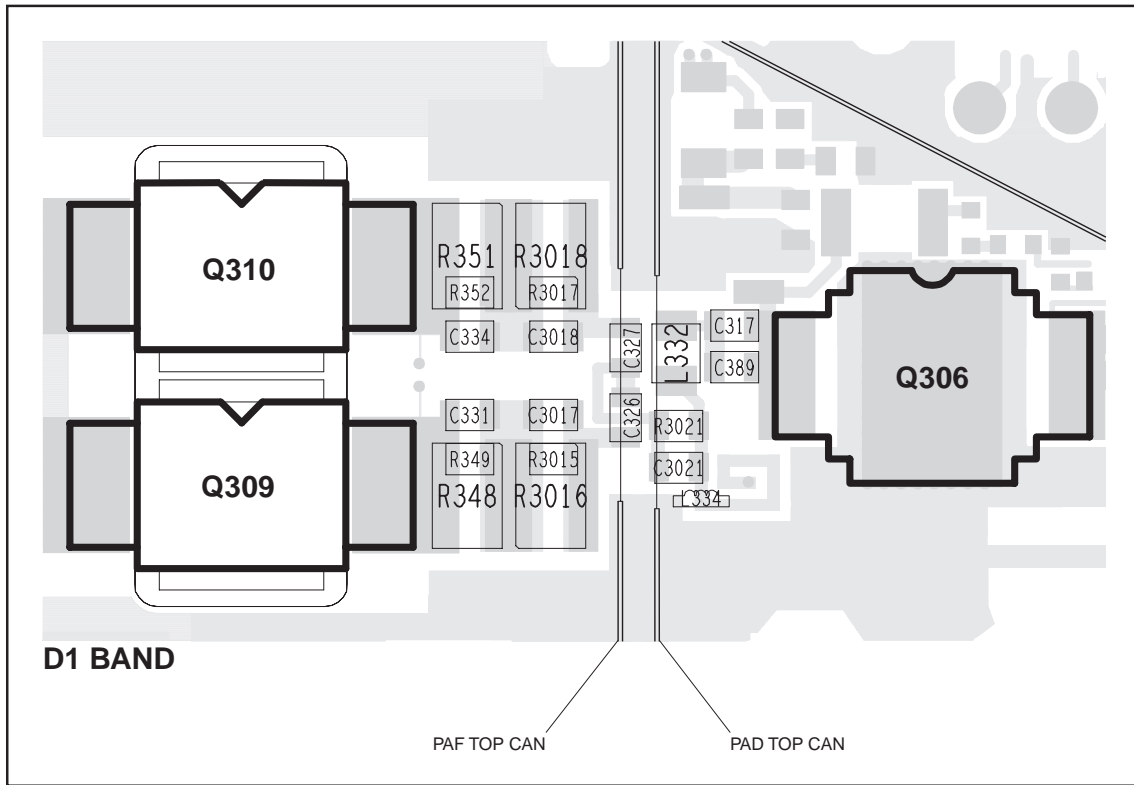 Q310
R351
R3018
R352
R3017
C334
C3018
C327
L332
C317
C389
Q306
C331
C3017
C326
R3021
R349
R3015
C3021
Q309
R348
R3016
L334
D1 BAND
PAF TOP CAN
PAD TOP CAN